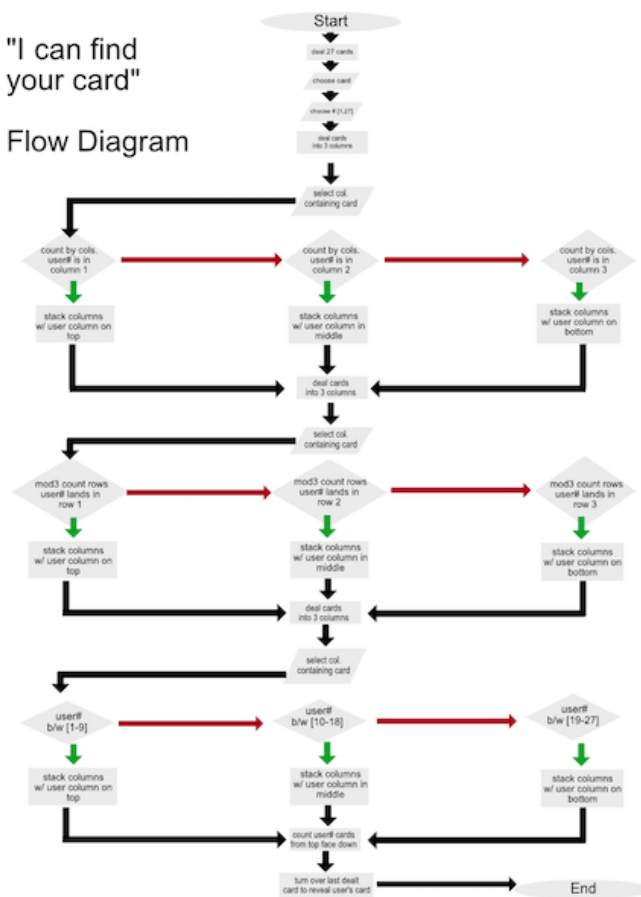 Start
"I can find
your card"
Flow Diagram
deal 27 cards
choose card
choose # [1,27]
deal cards
into 3 columns
select col.
containing card
count by cols.
user# is in
column 1
count by cols.
user# is in
column 2
count by cols.
user# is in
column 3
stack columns
w/ user column on
top
stack columns
w/ user column in
middle
stack columns
w/ user column on
bottom
deal cards
into 3 columns
select col.
containing card
mod3 count rows
user# lands in
row 1
mod3 count rows
user# lands in
row 2
mod3 count rows
user# lands in
row 3
stack columns
w/ user column on
top
stack columns
w/ user column in
middle
stack columns
w/ user column on
bottom
deal cards
into 3 columns
select col.
containing card
user#
b/w [1-9]
user#
b/w [10-18]
user#
b/w [19-27]
stack columns
w/ user column on
top
stack columns
w/ user column in
middle
stack columns
w/ user column on
bottom
count user# cards
from top face down
turn over last dealt
card to reveal user's card
End